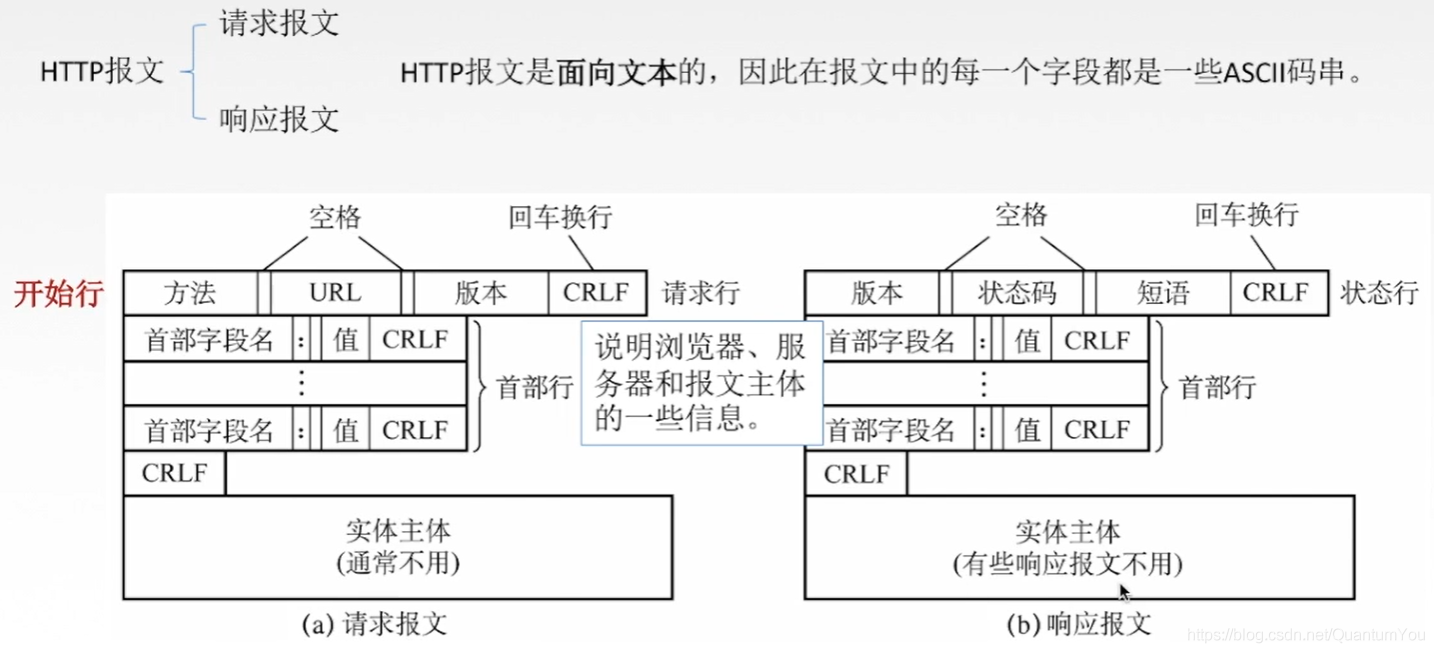 请求报文
HTTP报文
HTTP报文是面向文本的，因此在报文中的每一个字段都是一些ASCII码串。
响应报文
空格
回车换行
开始行
方法 URL 版本 CRLF 请求行
首部字段名 : 值 CRLF
⋮
首部字段名 : 值 CRLF
首部行
CRLF
实体主体
(通常不用)
(a) 请求报文
说明浏览器、服
务器和报文主体
的一些信息。
空格
回车换行
版本 状态码 短语 CRLF 状态行
首部字段名 : 值 CRLF
⋮
首部字段名 : 值 CRLF
首部行
CRLF
实体主体
(有些响应报文不用)
(b) 响应报文
https://blog.csdn.net/QuantumYou